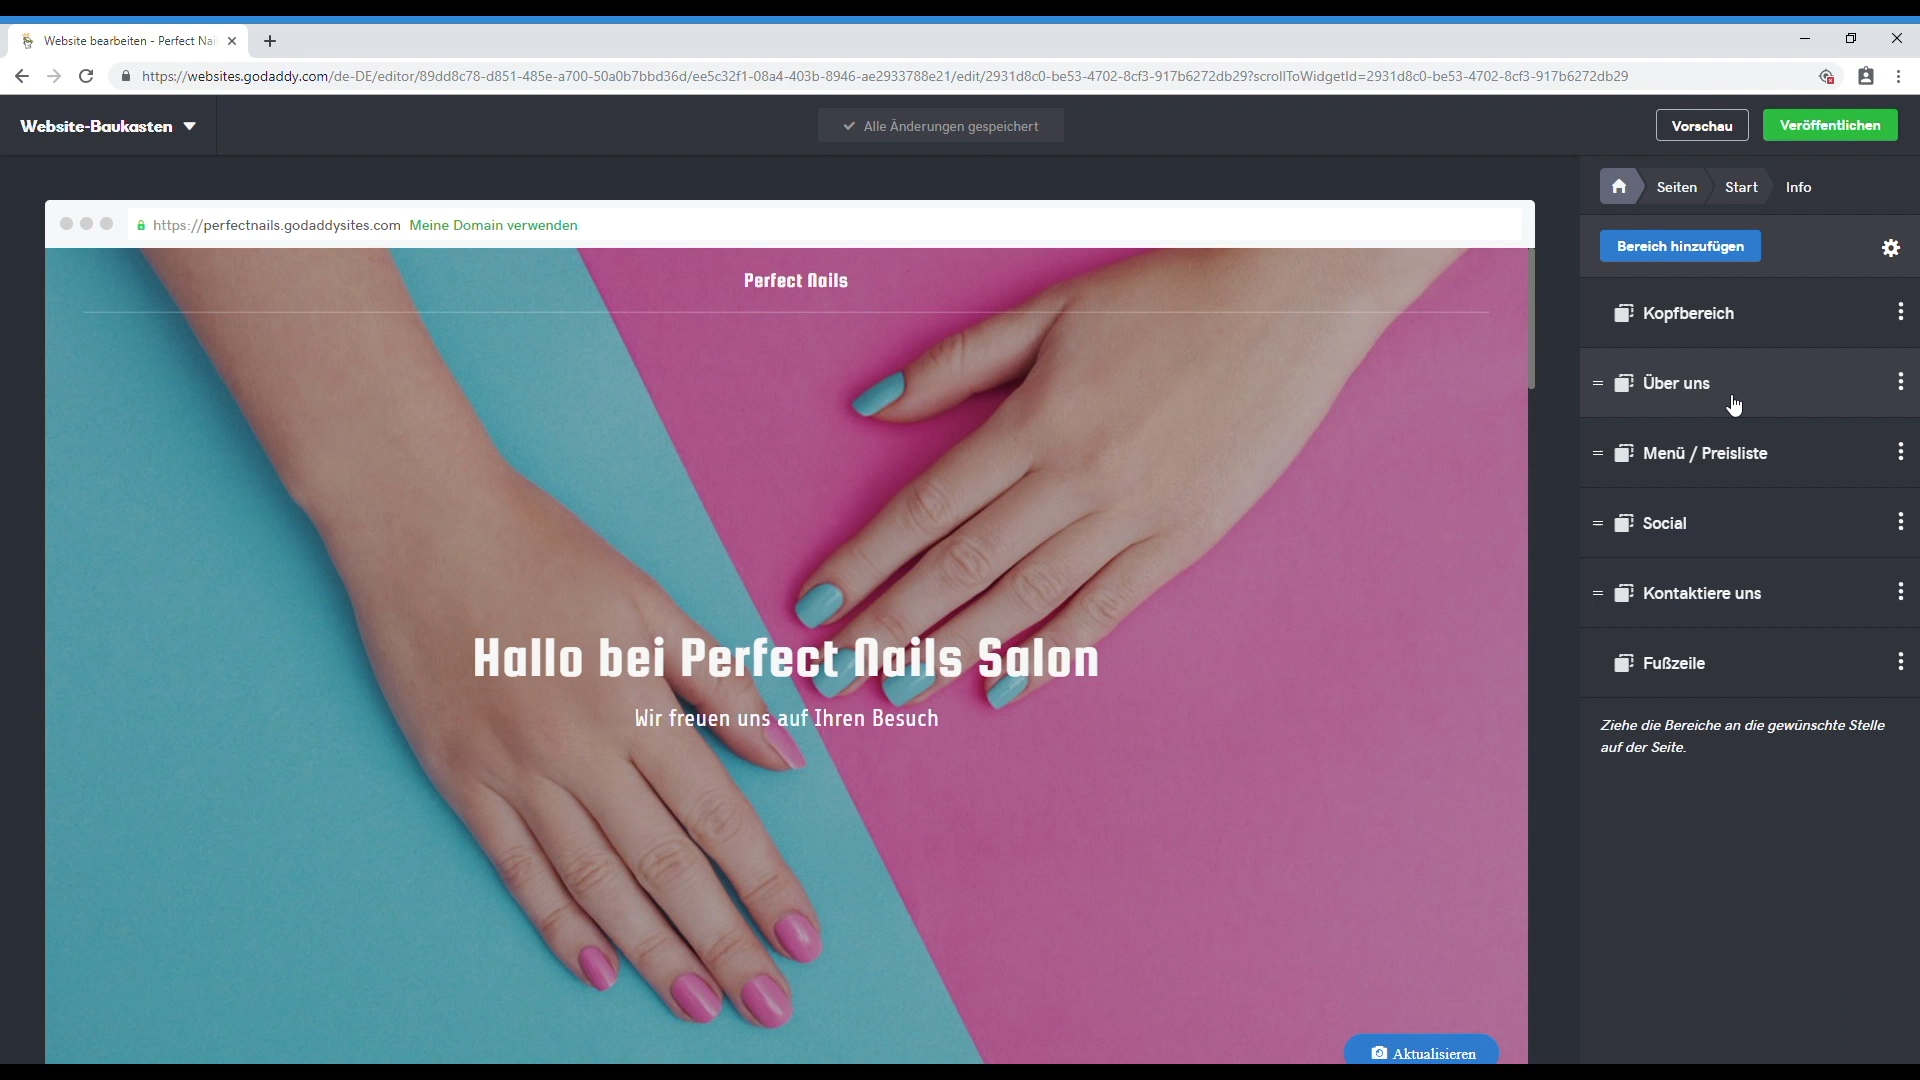 Website bearbeiten - Perfect Nai
https://websites.godaddy.com/de-DE/editor/89dd8c78-d851-485e-a700-50a0b7bbd36d/ee5c32f1-08a4-403b-8946-ae2933788e21/edit/2931d8c0-be53-4702-8cf3-917b6272db29?scrollToWidgetId=2931d8c0-be53-4702-8cf3-917b6272db29
Website-Baukasten
Alle Änderungen gespeichert
Vorschau
Veröffentlichen
Seiten
Start
Info
https://perfectnails.godaddysites.com Meine Domain verwenden
Bereich hinzufügen
Perfect Nails
Kopfbereich
Über uns
Menü / Preisliste
Social
Kontaktiere uns
Fußzeile
Hallo bei Perfect Nails Salon
Wir freuen uns auf Ihren Besuch
Ziehe die Bereiche an die gewünschte Stelle
auf der Seite.
Aktualisieren